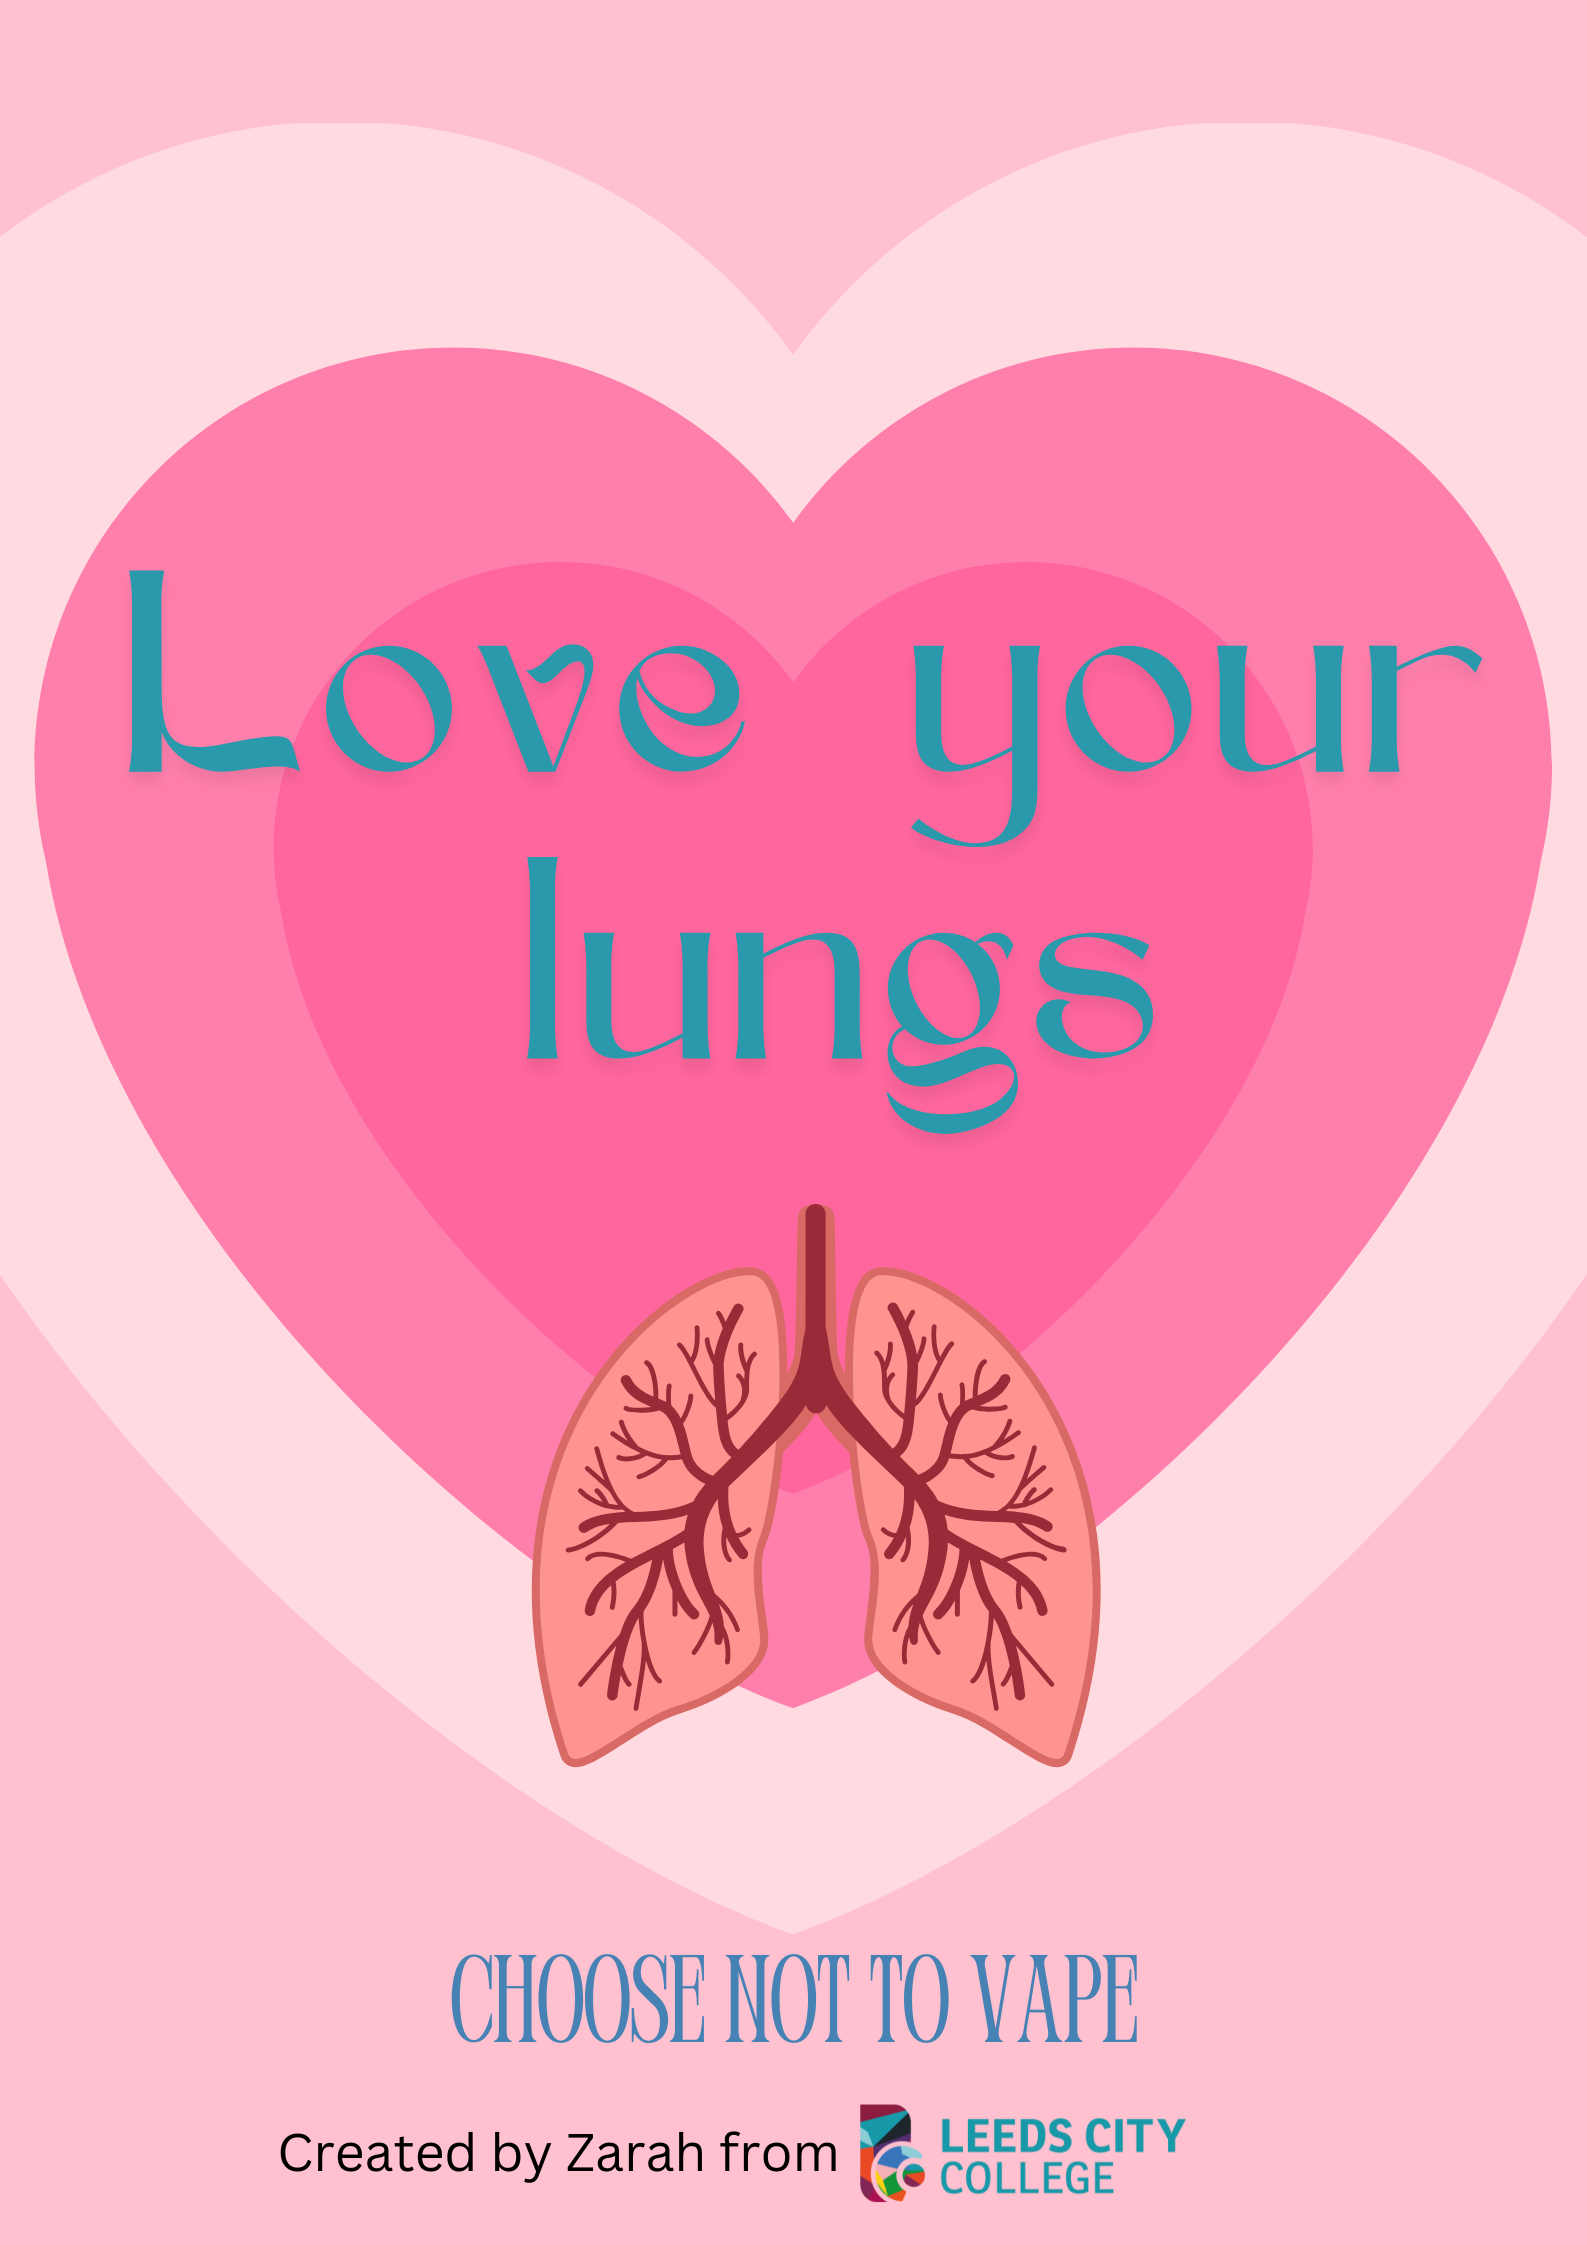 Love your
lungs
CHOOSE NOT TO VAPE
Created by Zarah from LEEDS CITY
COLLEGE